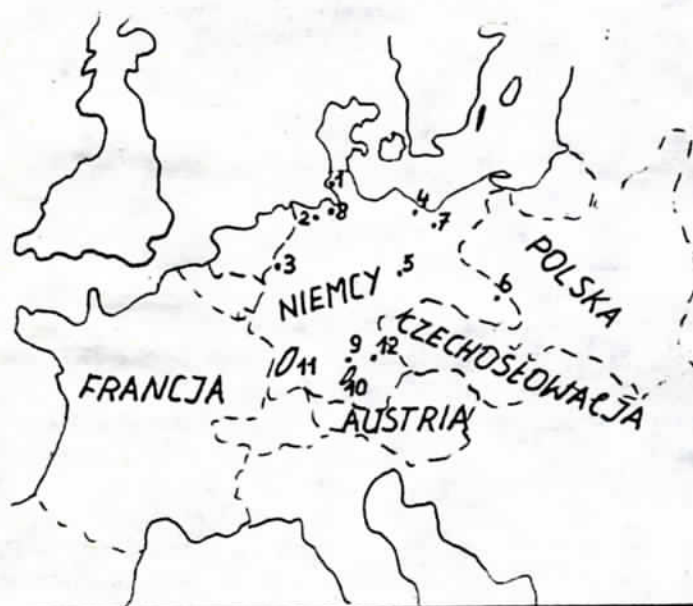 1
4
2 8
7
3
5
6
POLSKA
NIEMCY
CZECHOSŁOWACJA
9 12
11
10
FRANCJA
AUSTRIA